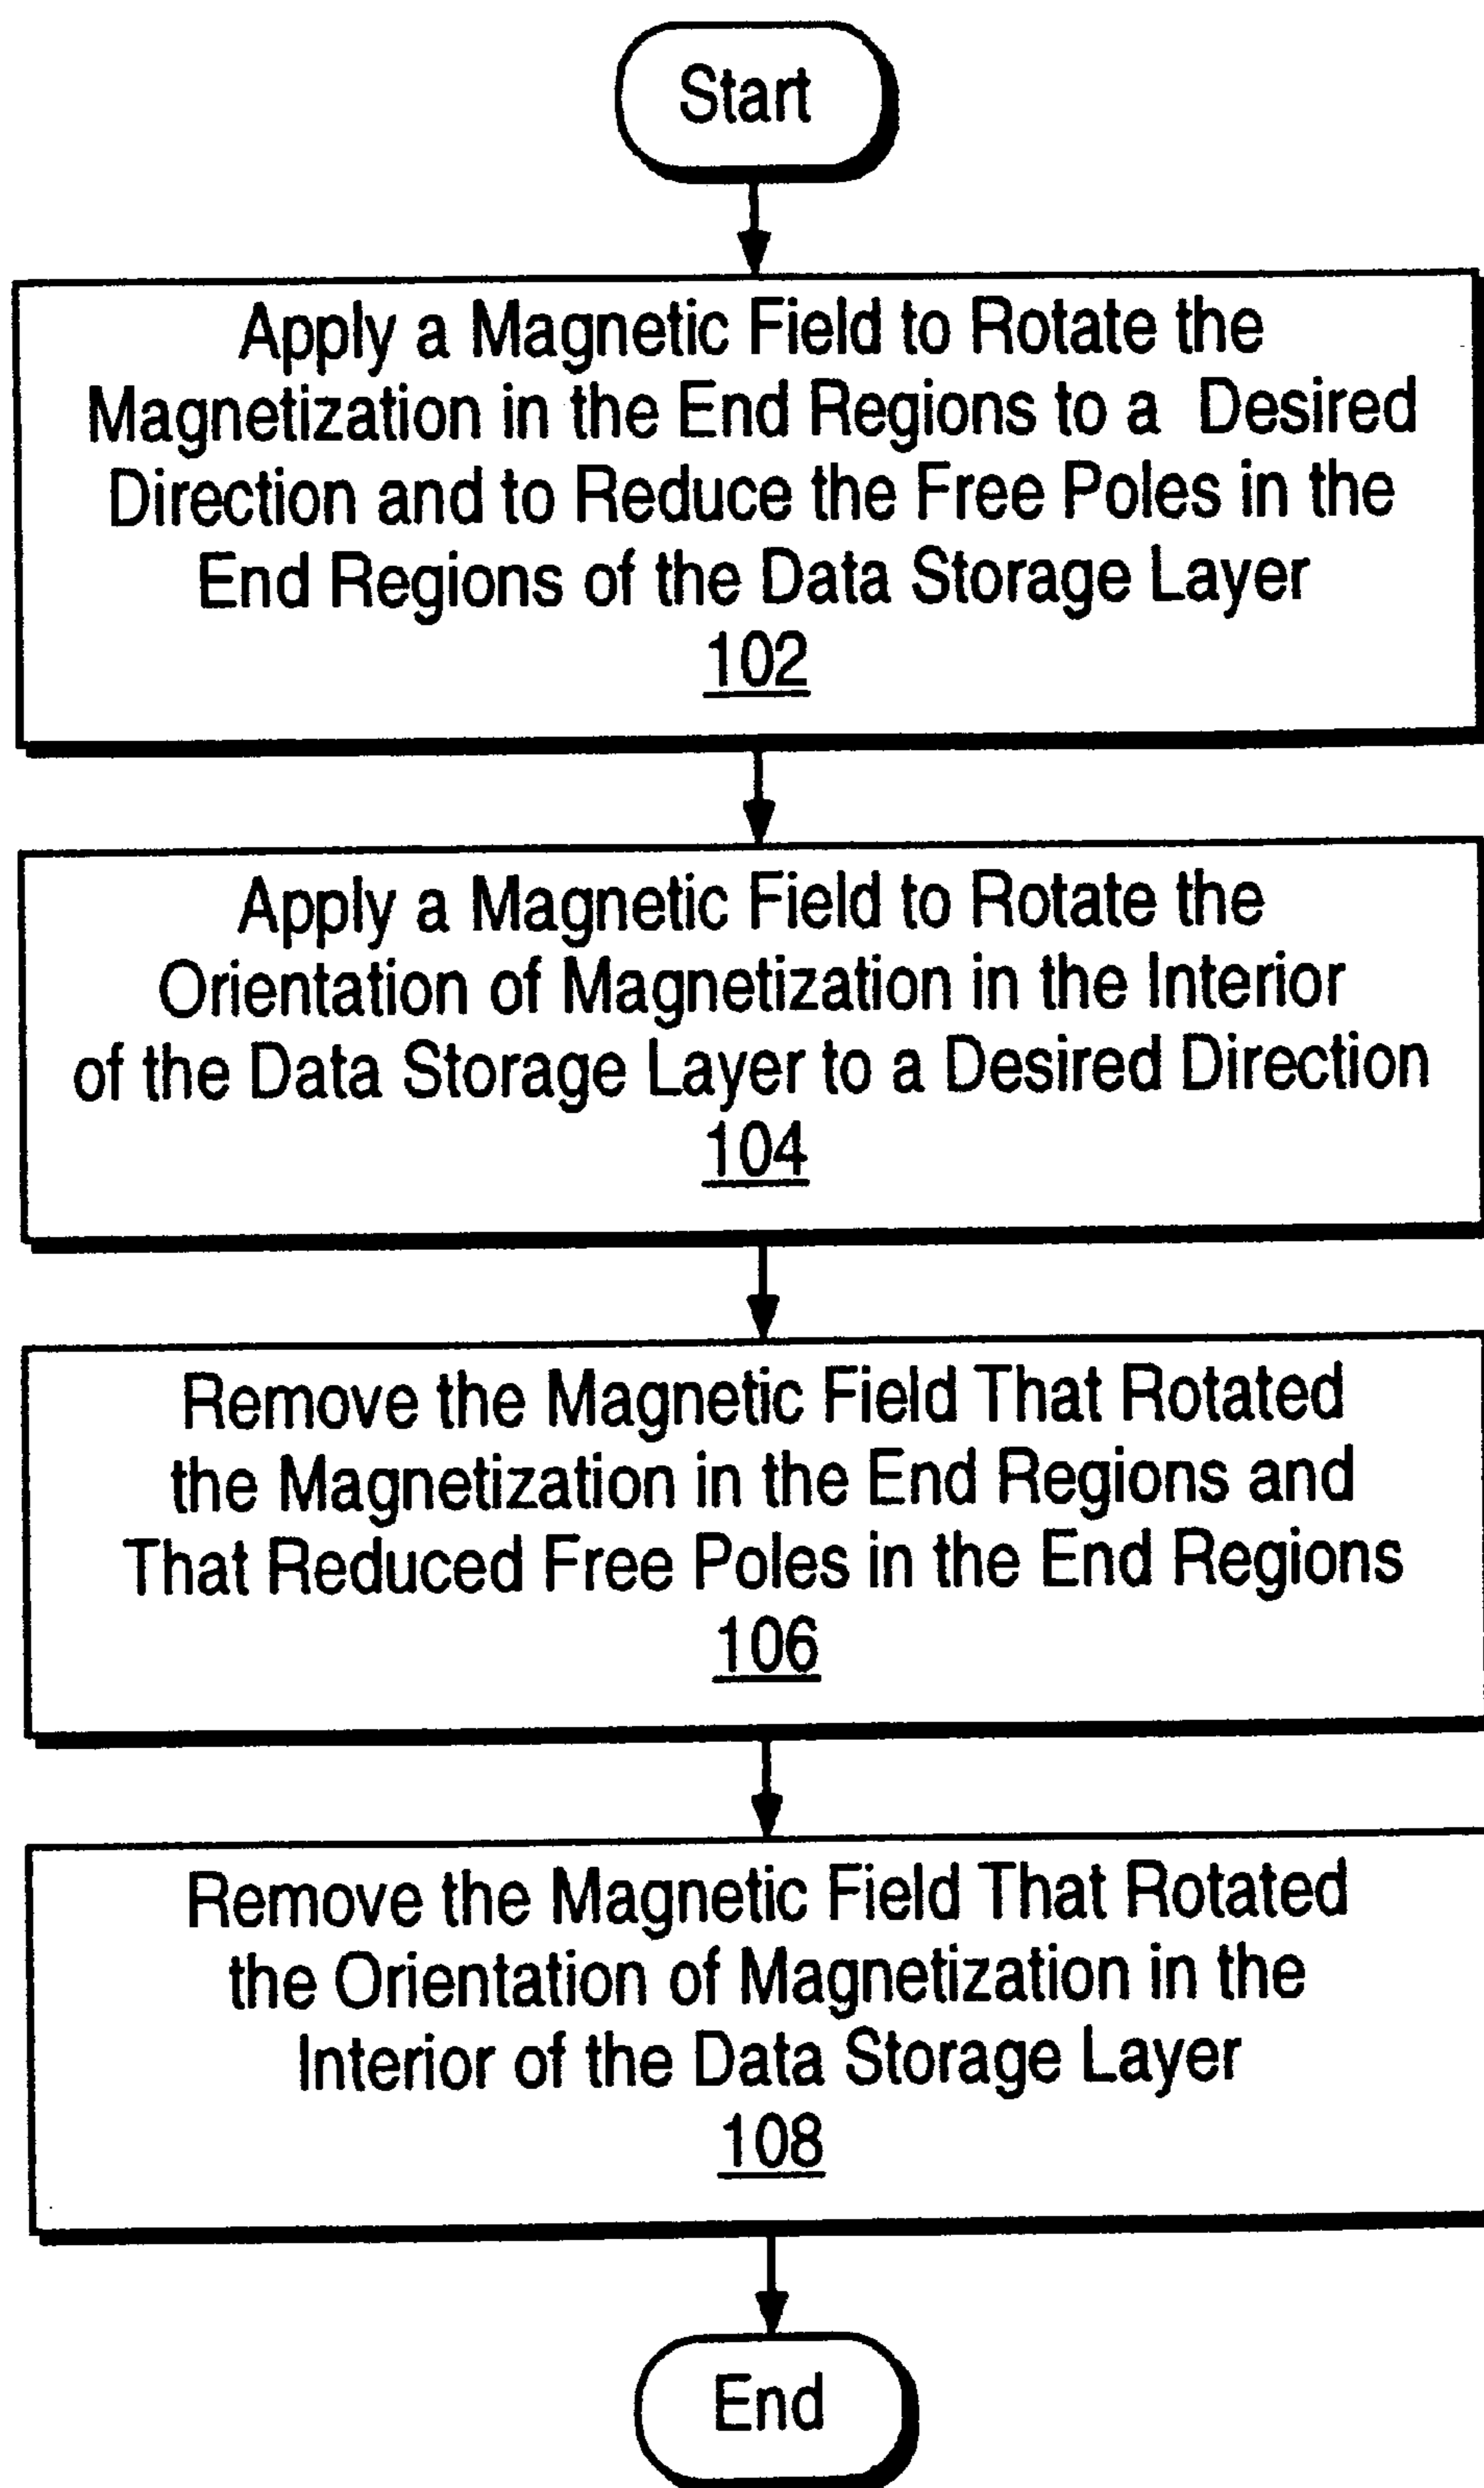 Start
Apply a Magnetic Field to Rotate the
Magnetization in the End Regions to a Desired
Direction and to Reduce the Free Poles in the
End Regions of the Data Storage Layer
102
Apply a Magnetic Field to Rotate the
Orientation of Magnetization in the Interior
of the Data Storage Layer to a Desired Direction
104
Remove the Magnetic Field That Rotated
the Magnetization in the End Regions and
That Reduced Free Poles in the End Regions
106
Remove the Magnetic Field That Rotated
the Orientation of Magnetization in the
Interior of the Data Storage Layer
108
End